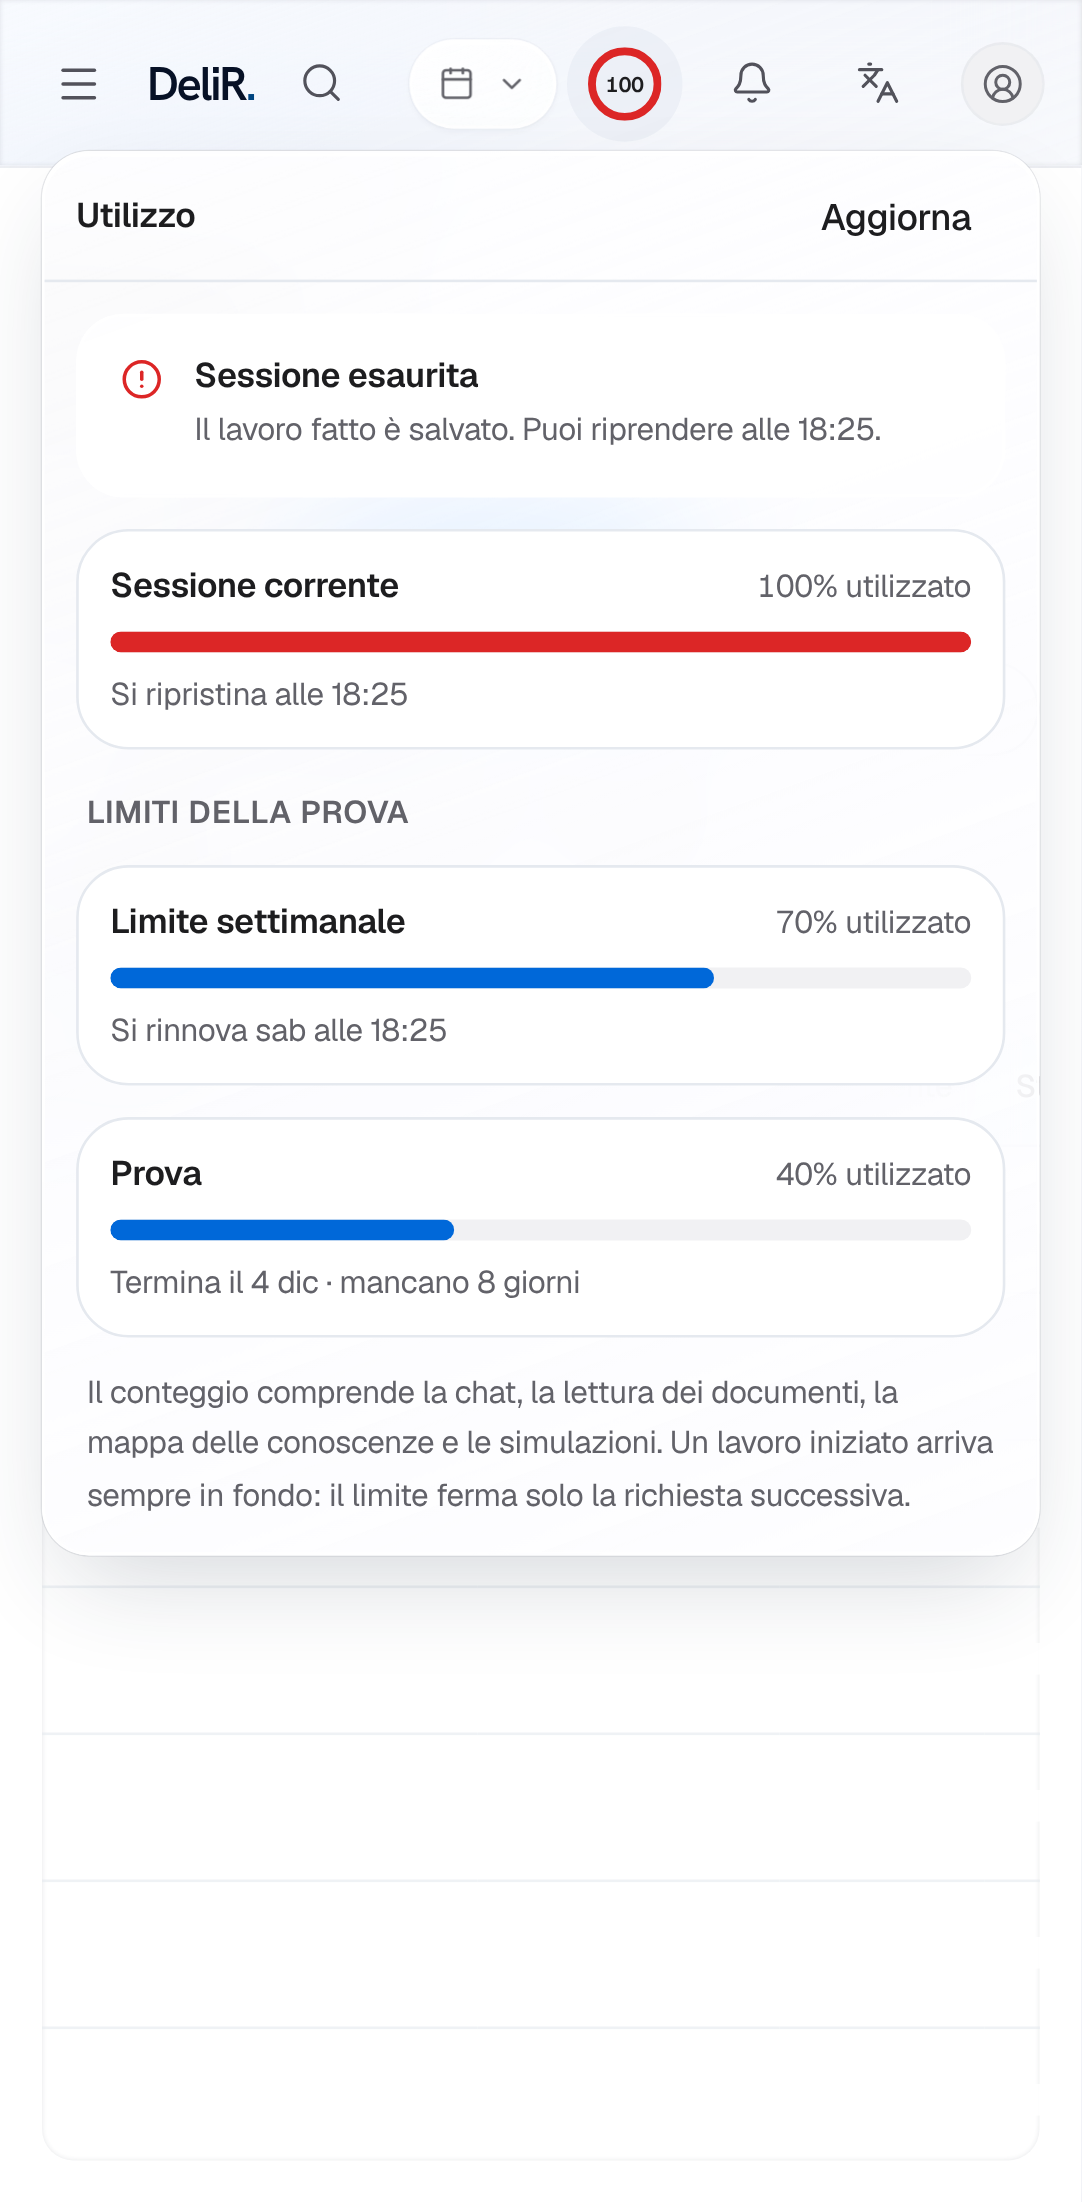 DeliR.
100
Utilizzo
Aggiorna
Sessione esaurita
Il lavoro fatto è salvato. Puoi riprendere alle 18:25.
Sessione corrente
100% utilizzato
Si ripristina alle 18:25
LIMITI DELLA PROVA
Limite settimanale
70% utilizzato
Si rinnova sab alle 18:25
Prova
40% utilizzato
Termina il 4 dic · mancano 8 giorni
Il conteggio comprende la chat, la lettura dei documenti, la
mappa delle conoscenze e le simulazioni. Un lavoro iniziato arriva
sempre in fondo: il limite ferma solo la richiesta successiva.